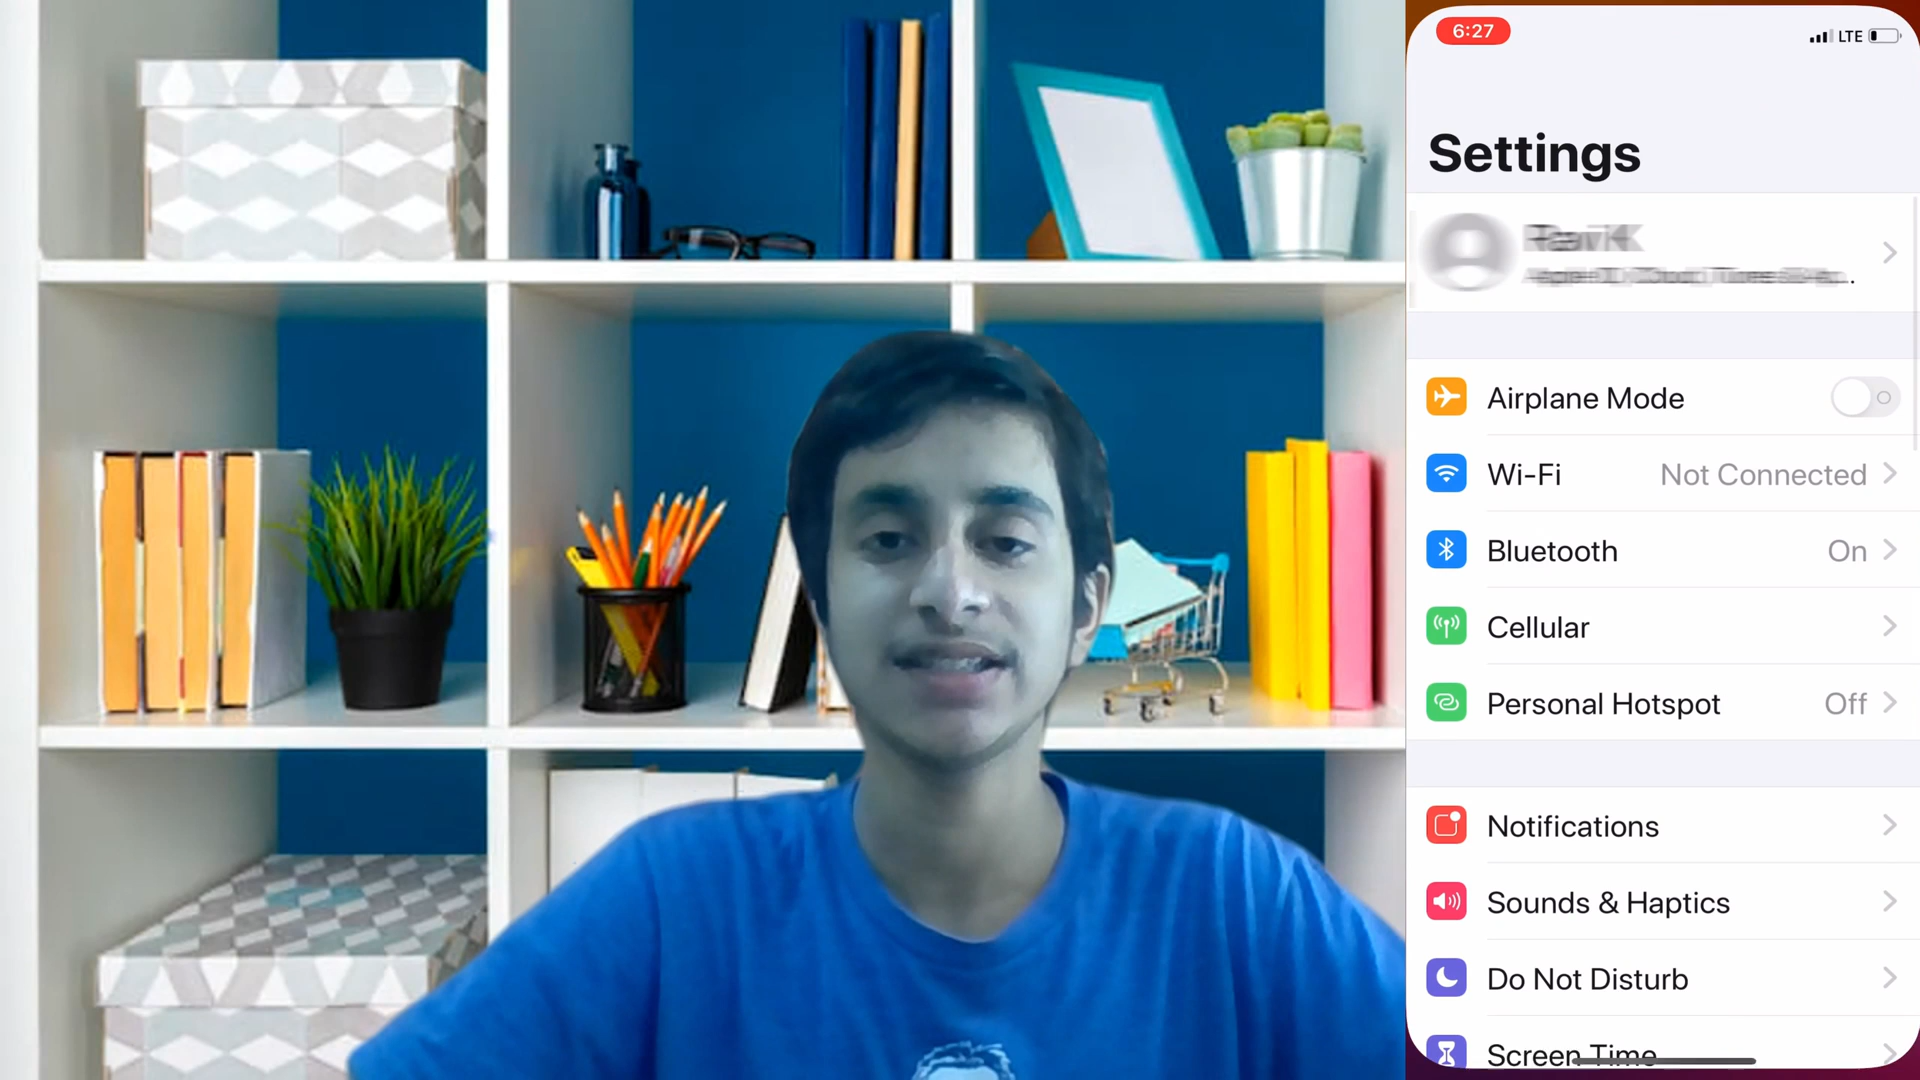 6:27
LTE
Settings
Airplane Mode
Wi-Fi Not Connected
Bluetooth On
Cellular
Personal Hotspot Off
Notifications
Sounds & Haptics
Do Not Disturb
Screen Time